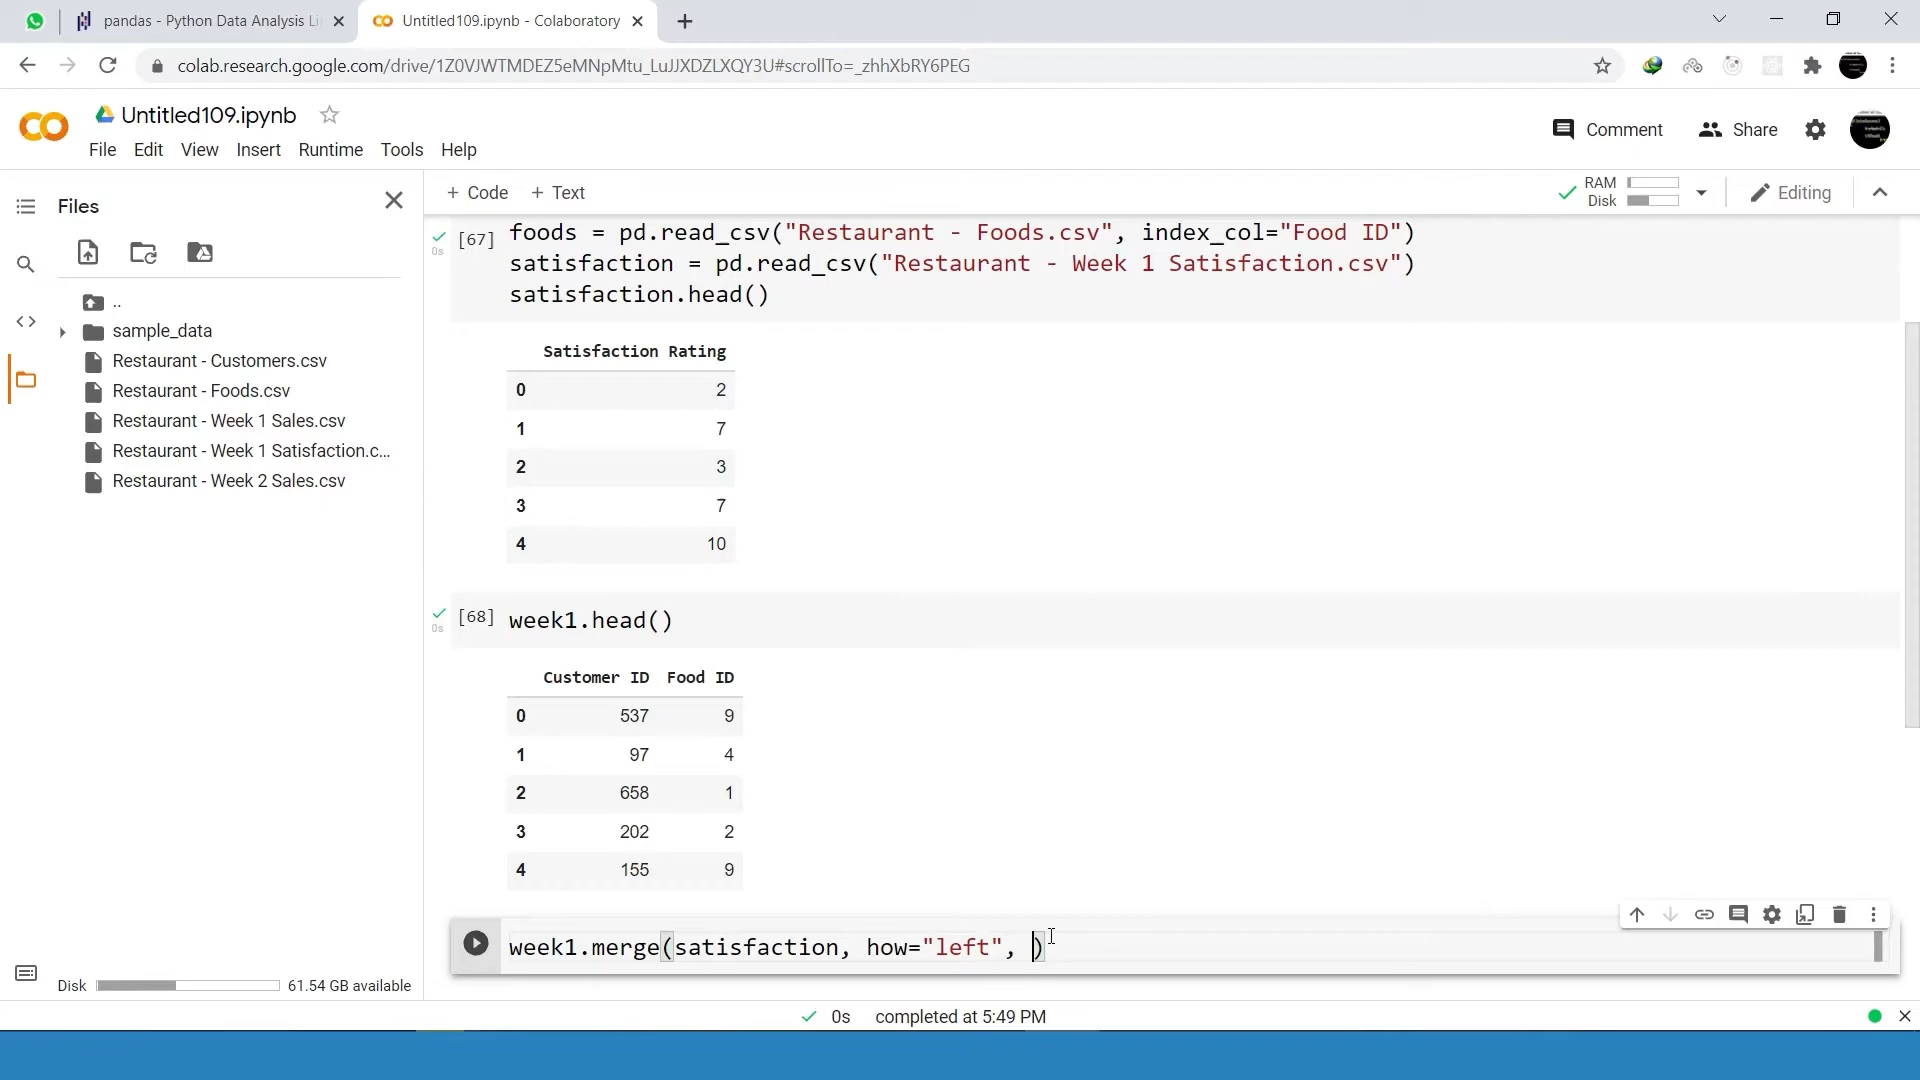 pandas - Python Data Analysis Li
Untitled109.ipynb - Colaboratory
colab.research.google.com/drive/1Z0VJWTMDEZ5eMNpMtu_LuJJXDZLXQY3U#scrollTo=_zhhXbRY6PEG
Untitled109.ipynb
File Edit View Insert Runtime Tools Help
Comment
Share
Files
+ Code + Text
RAM
Disk
Editing
..
sample_data
Restaurant - Customers.csv
Restaurant - Foods.csv
Restaurant - Week 1 Sales.csv
Restaurant - Week 1 Satisfaction.c...
Restaurant - Week 2 Sales.csv
Disk 61.54 GB available
0s
[67]
foods = pd.read_csv("Restaurant - Foods.csv", index_col="Food ID")
satisfaction = pd.read_csv("Restaurant - Week 1 Satisfaction.csv")
satisfaction.head()
Satisfaction Rating
0 2
1 7
2 3
3 7
4 10
0s
[68] week1.head()
Customer ID Food ID
0 537 9
1 97 4
2 658 1
3 202 2
4 155 9
week1.merge(satisfaction, how="left", )
0s completed at 5:49 PM